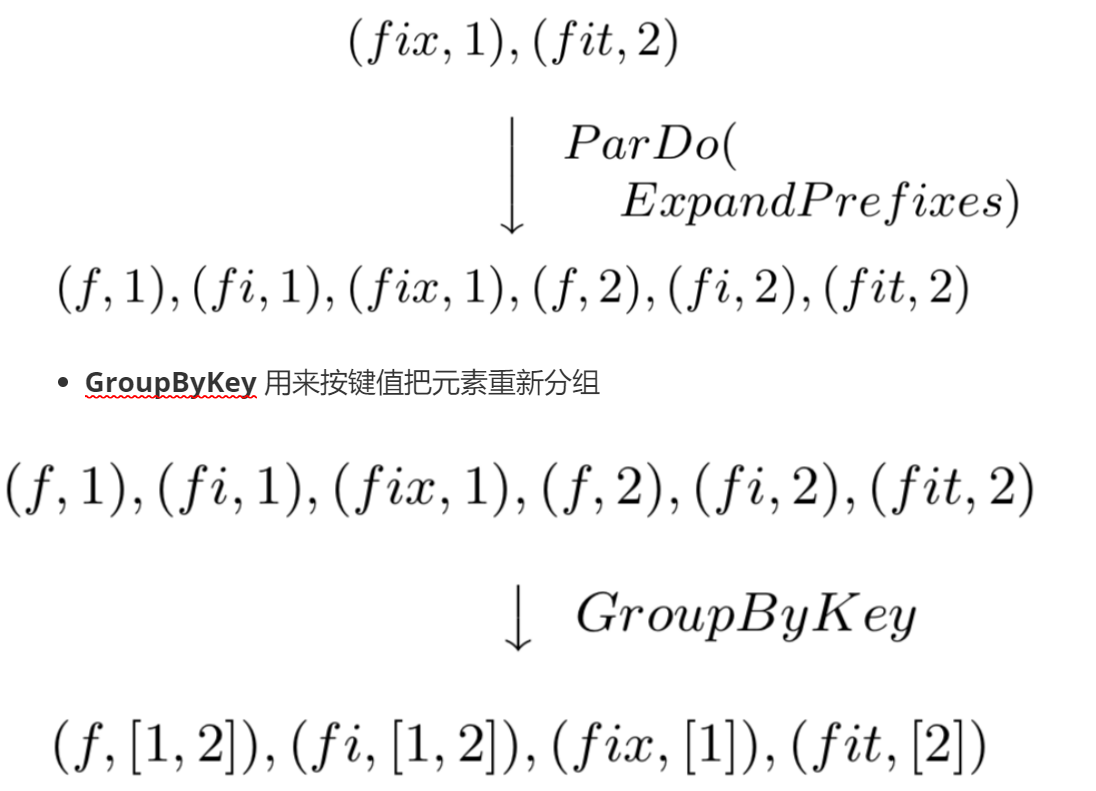 (fix, 1), (fit, 2)
↓ ParDo(
ExpandPrefixes)
(f, 1), (fi, 1), (fix, 1), (f, 2), (fi, 2), (fit, 2)
• GroupByKey 用来按键值把元素重新分组
(f, 1), (fi, 1), (fix, 1), (f, 2), (fi, 2), (fit, 2)
↓ GroupByKey
(f, [1, 2]), (fi, [1, 2]), (fix, [1]), (fit, [2])